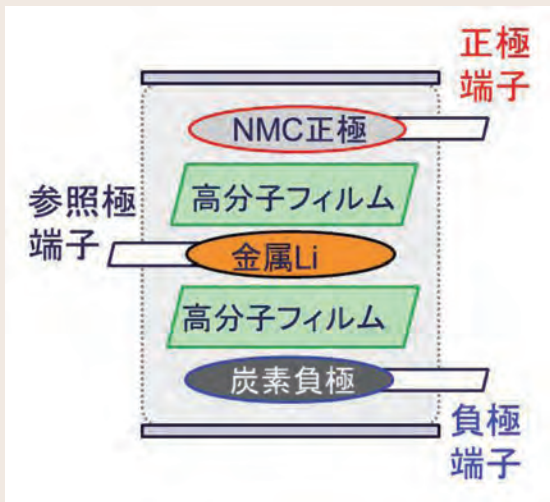 正極
端子
NMC正極
高分子フィルム
参照極
端子
金属Li
高分子フィルム
炭素負極
負極
端子